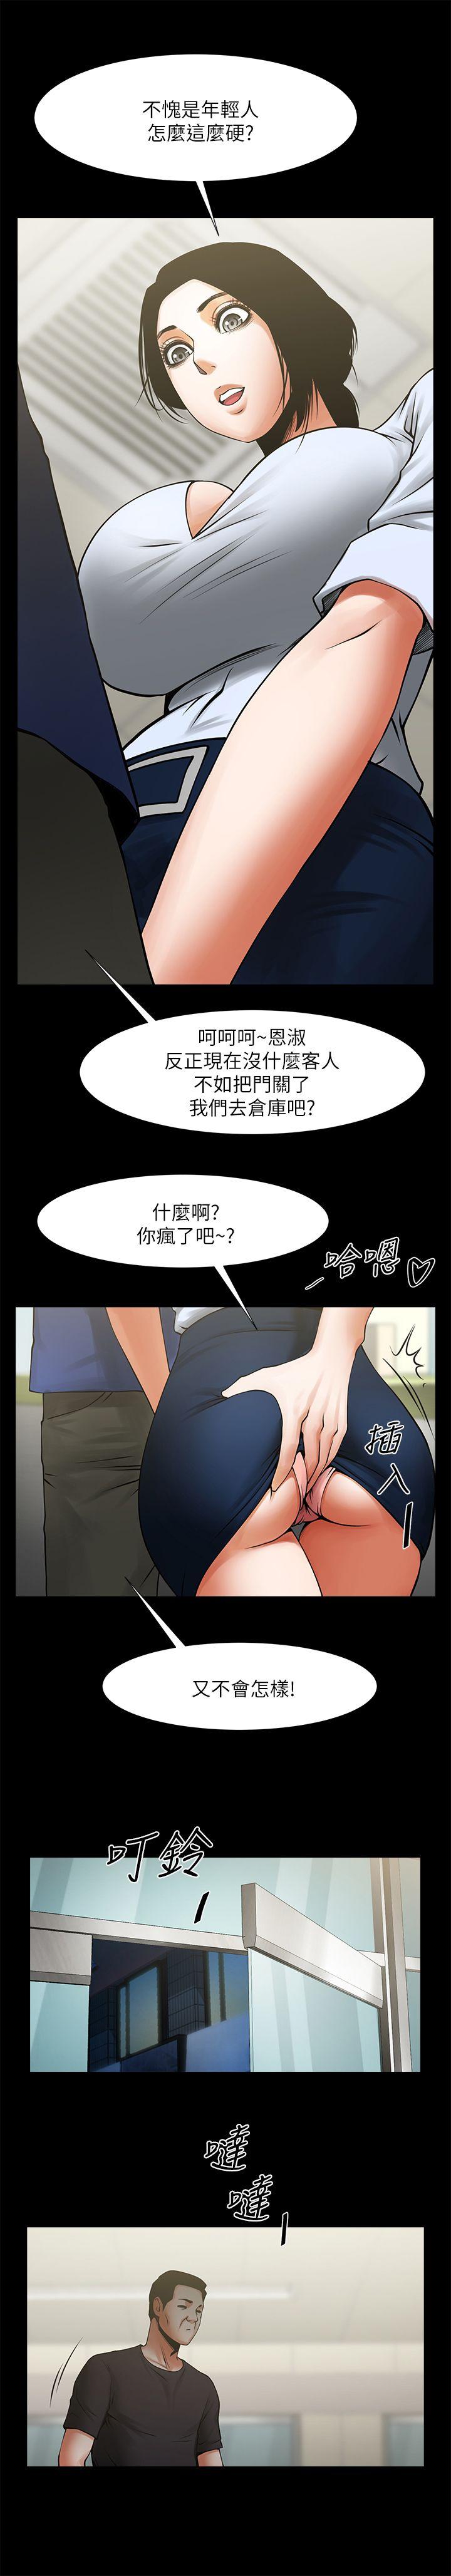 不愧是年輕人
怎麼這麼硬?
呵呵呵~恩淑
反正現在沒什麼客人
不如把門關了
我們去倉庫吧?
什麼啊?
你瘋了吧~?
哈嗯♡
插入
又不會怎樣!
叮鈴
噠
噠